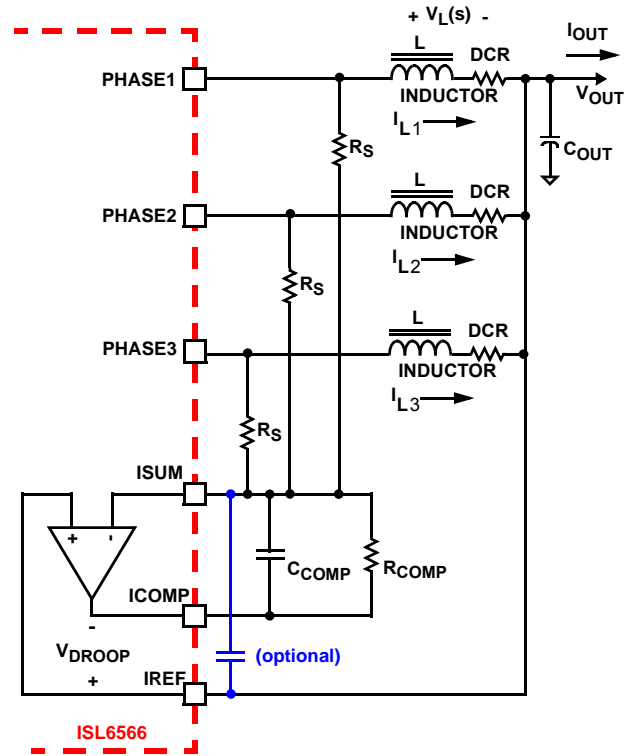 + VL(s) -
IOUT
L
DCR
PHASE1
INDUCTOR
VOUT
IL1
COUT
RS
L
DCR
PHASE2
INDUCTOR
IL2
RS
L
DCR
PHASE3
INDUCTOR
IL3
RS
ISUM
+ -
CCOMP
RCOMP
ICOMP
-
VDROOP
(optional)
+
IREF
ISL6566